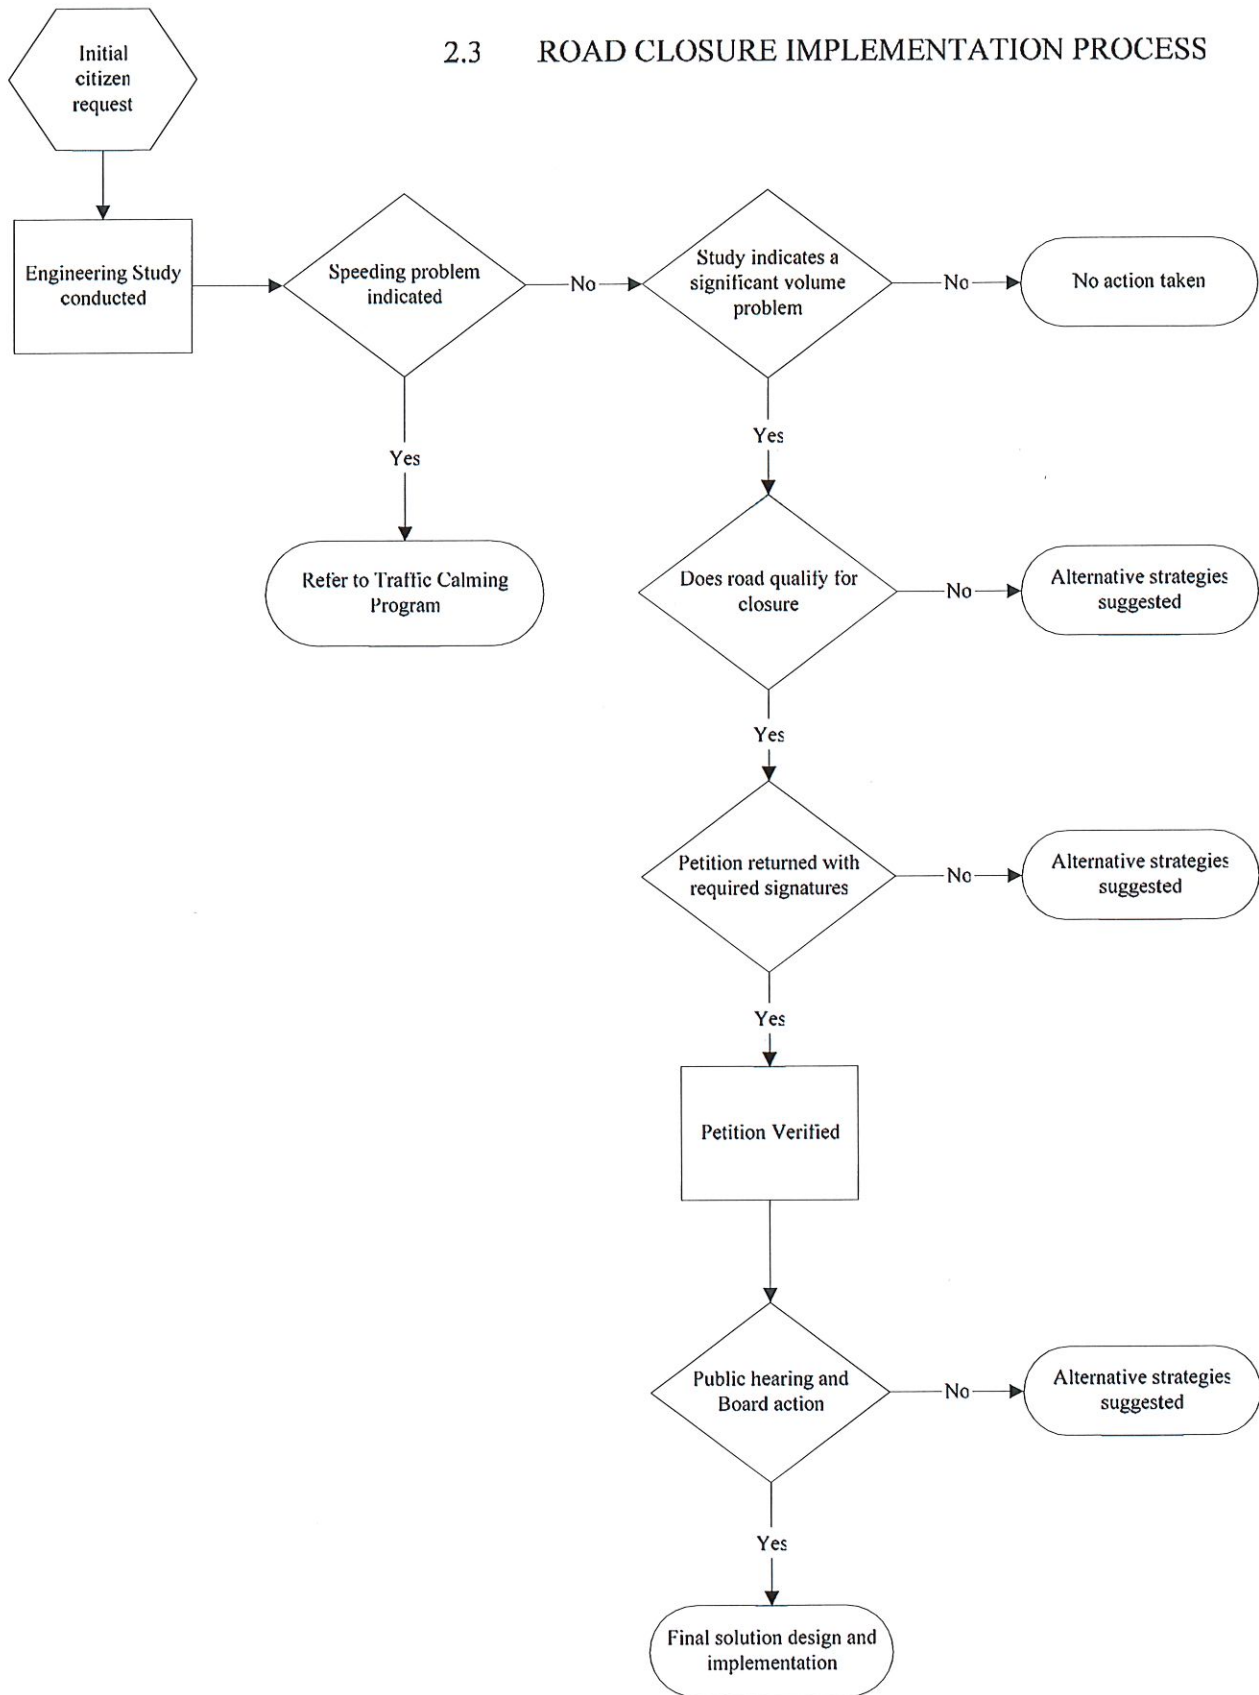 2.3 ROAD CLOSURE IMPLEMENTATION PROCESS
Initial
citizen
request
Engineering Study
conducted
Speeding problem
indicated
No
Study indicates a
significant volume
problem
No
No action taken
Yes
Yes
Refer to Traffic Calming
Program
Does road qualify for
closure
No
Alternative strategies
suggested
Yes
Petition returned with
required signatures
No
Alternative strategies
suggested
Yes
Petition Verified
Public hearing and
Board action
No
Alternative strategies
suggested
Yes
Final solution design and
implementation